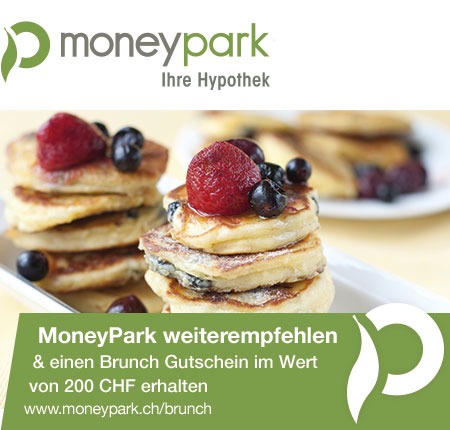 moneypark
Ihre Hypothek
MoneyPark weiterempfehlen
& einen Brunch Gutschein im Wert
von 200 CHF erhalten
www.moneypark.ch/brunch